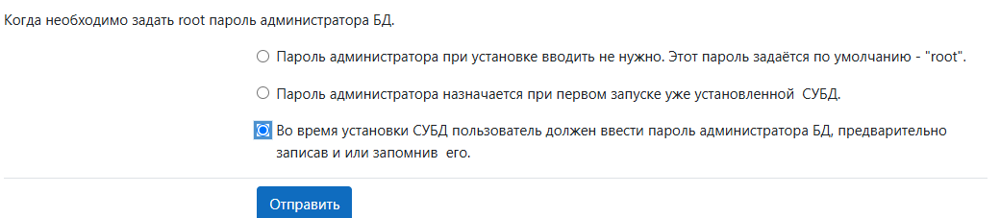 Когда необходимо задать root пароль администратора БД.
Пароль администратора при установке вводить не нужно. Этот пароль задаётся по умолчанию - "root".
Пароль администратора назначается при первом запуске уже установленной СУБД.
Во время установки СУБД пользователь должен ввести пароль администратора БД, предварительно
записав и или запомнив его.
Отправить